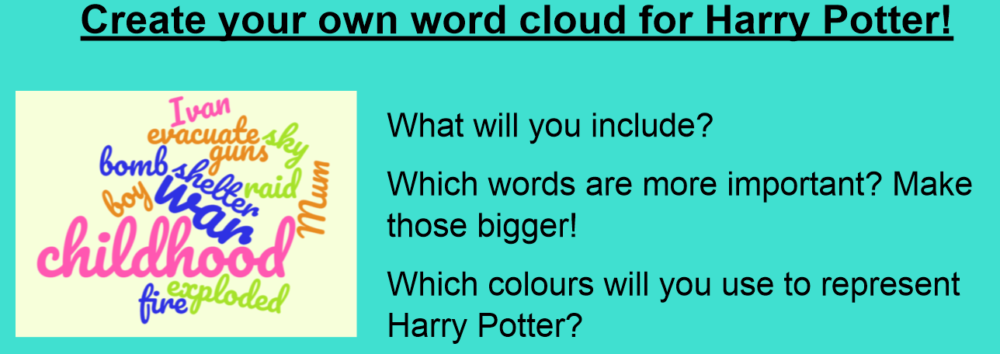 Create your own word cloud for Harry Potter!
Ivan
evacuate
sky
guns
bomb
shelter
raid
Mum
boy
war
childhood
exploded
fire
What will you include?
Which words are more important? Make
those bigger!
Which colours will you use to represent
Harry Potter?